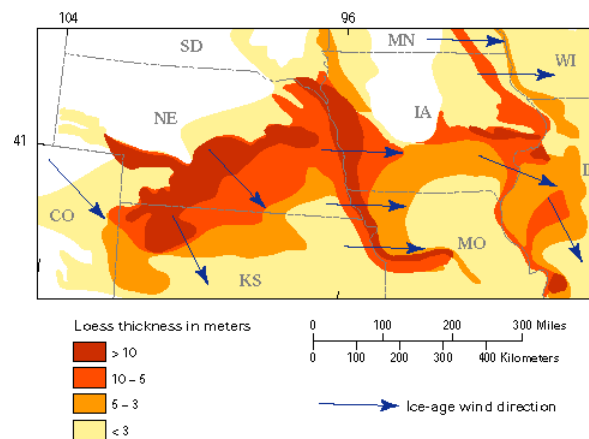 104
96
SD
MN
WI
NE
IA
41
I
CO
MO
KS
Loess thickness in meters
> 10
10 – 5
5 – 3
< 3
0 100 200 300 Miles
0 100 200 300 400 Kilometers
Ice-age wind direction